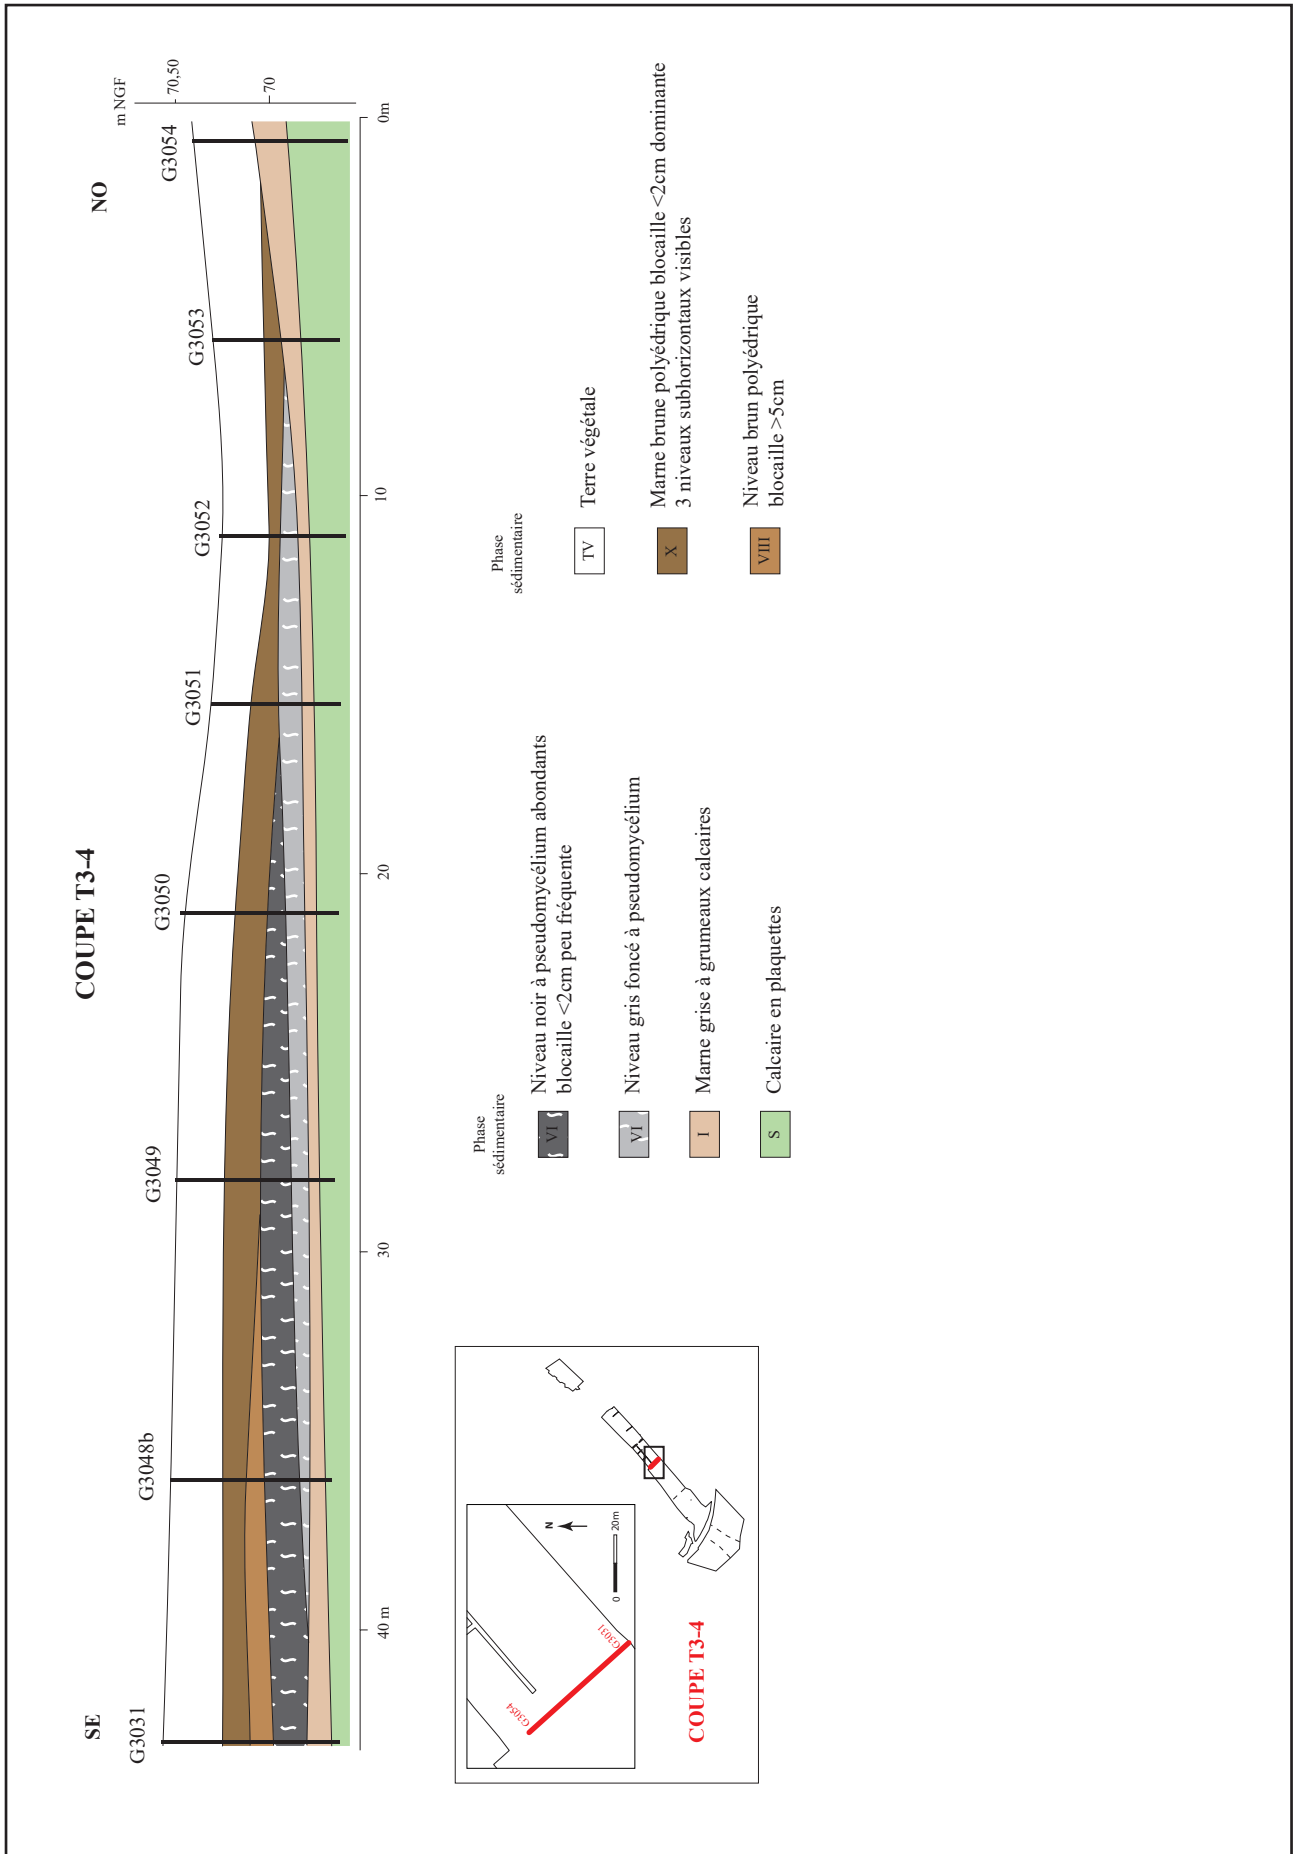 COUPE T3-4
SE
NO
G3031
G3048b
G3049
G3050
G3051
G3052
G3053
G3054
m NGF
70,50
70
40 m
30
20
10
0m
Phase
sédimentaire
VI
Niveau noir à pseudomycélium abondants
blocaille <2cm peu fréquente
VI
Niveau gris foncé à pseudomycélium
I
Marne grise à grumeaux calcaires
S
Calcaire en plaquettes
Phase
sédimentaire
TV
Terre végétale
X
Marne brune polyédrique blocaille <2cm dominante
3 niveaux subhorizontaux visibles
VIII
Niveau brun polyédrique
blocaille >5cm
G3054
G3031
N
0
20m
COUPE T3-4